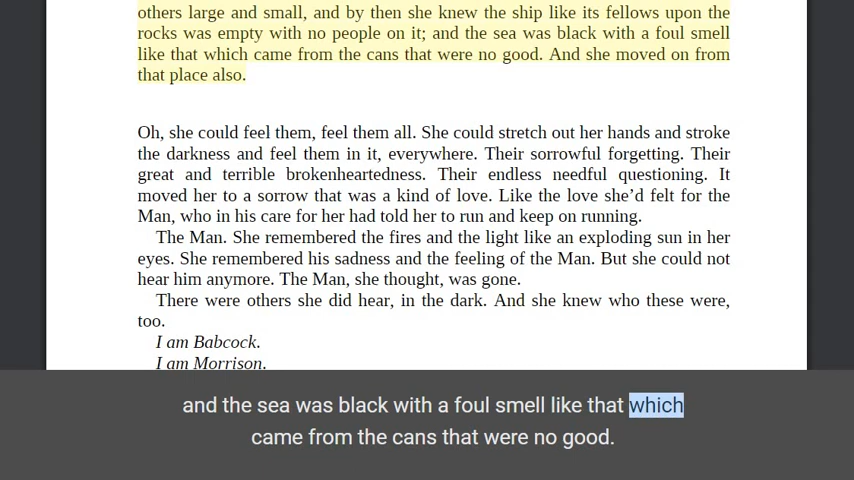 others large and small, and by then she knew the ship like its fellows upon the
rocks was empty with no people on it; and the sea was black with a foul smell
like that which came from the cans that were no good. And she moved on from
that place also.
Oh, she could feel them, feel them all. She could stretch out her hands and stroke
the darkness and feel them in it, everywhere. Their sorrowful forgetting. Their
great and terrible brokenheartedness. Their endless needful questioning. It
moved her to a sorrow that was a kind of love. Like the love she’d felt for the
Man, who in his care for her had told her to run and keep on running.
The Man. She remembered the fires and the light like an exploding sun in her
eyes. She remembered his sadness and the feeling of the Man. But she could not
hear him anymore. The Man, she thought, was gone.
There were others she did hear, in the dark. And she knew who these were,
too.
I am Babcock.
I am Morrison.
and the sea was black with a foul smell like that which
came from the cans that were no good.